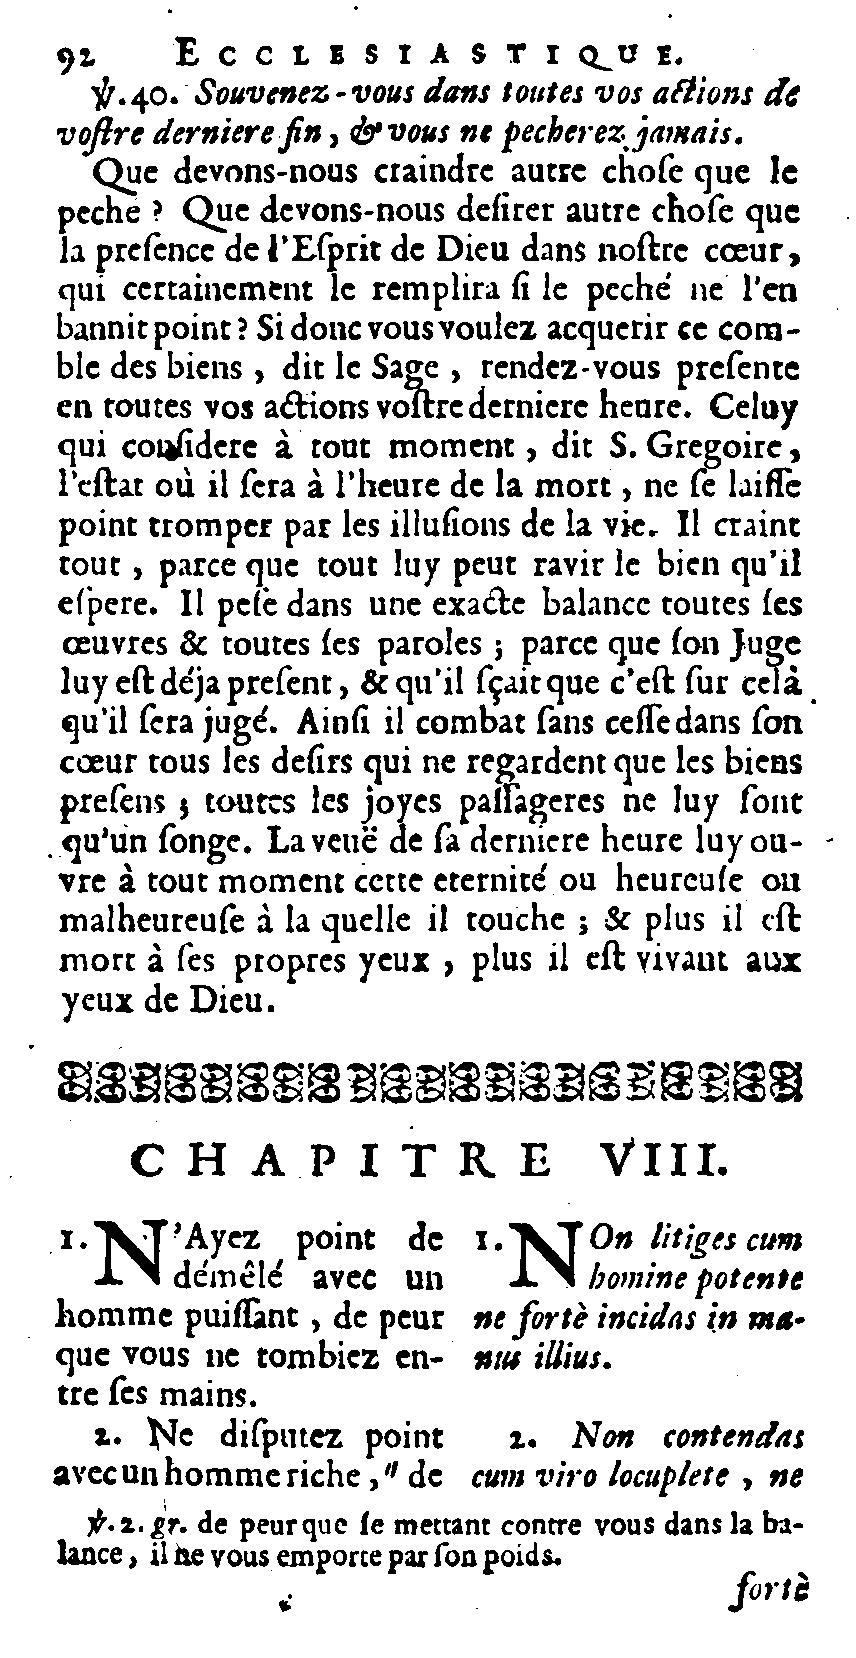 92 ECCLESIASTIQUE.
℣.40. Souvenez-vous dans toutes vos actions de
voſtre derniere fin, & vous ne pecherez jamais.
Que devons-nous craindre autre choſe que le
peché ? Que devons-nous deſirer autre choſe que
la preſence de l'Eſprit de Dieu dans noſtre cœur,
qui certainement le remplira ſi le peché ne l'en
bannit point ? Si donc vous voulez acquerir ce com-
ble des biens, dit le Sage, rendez-vous preſente
en toutes vos actions voſtre derniere heure. Celuy
qui conſidere à tout moment, dit S. Gregoire,
l'eſtat où il ſera à l'heure de la mort, ne ſe laiſſe
point tromper par les illuſions de la vie. Il craint
tout, parce que tout luy peut ravir le bien qu'il
eſpere. Il peſe dans une exacte balance toutes ſes
œuvres & toutes ſes paroles ; parce que ſon Juge
luy eſt déja preſent, & qu'il ſçait que c'eſt ſur celà
qu'il ſera jugé. Ainſi il combat ſans ceſſe dans ſon
cœur tous les deſirs qui ne regardent que les biens
preſens ; toutes les joyes paſſageres ne luy ſont
qu'un ſonge. La veuë de ſa derniere heure luy ou-
vre à tout moment cette eternité ou heureuſe ou
malheureuſe à la quelle il touche ; & plus il eſt
mort à ſes propres yeux, plus il eſt vivant aux
yeux de Dieu.
CHAPITRE VIII.
1. N'Ayez point de
démêlé avec un
homme puiſſant, de peur
que vous ne tombiez en-
tre ſes mains.
2. Ne diſputez point
avec un homme riche, " de
1. NOn litiges cum
homine potente
ne fortè incidas in ma-
nus illius.
2. Non contendas
cum viro locuplete, ne
℣.2. gr. de peur que ſe mettant contre vous dans la ba-
lance, il ne vous emporte par ſon poids.
fortè